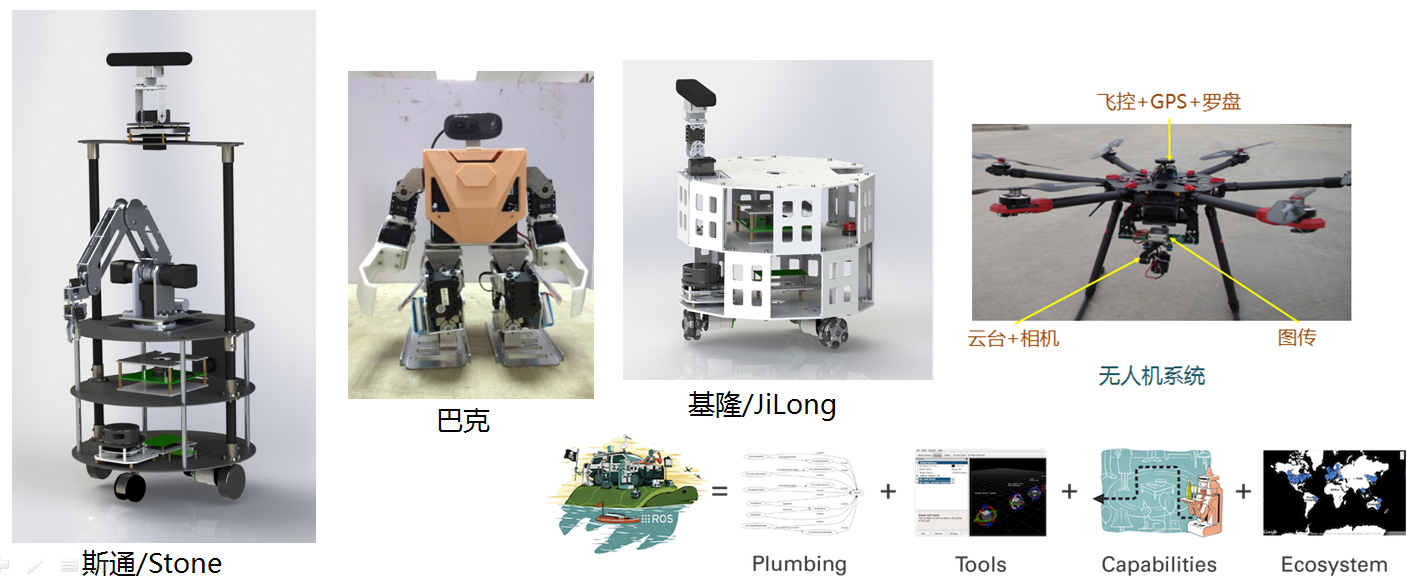 飞控+GPS+罗盘
云台+相机
图传
无人机系统
巴克
基隆/JiLong
斯通/Stone
ROS
=
+
+
+
Plumbing
Tools
Capabilities
Ecosystem